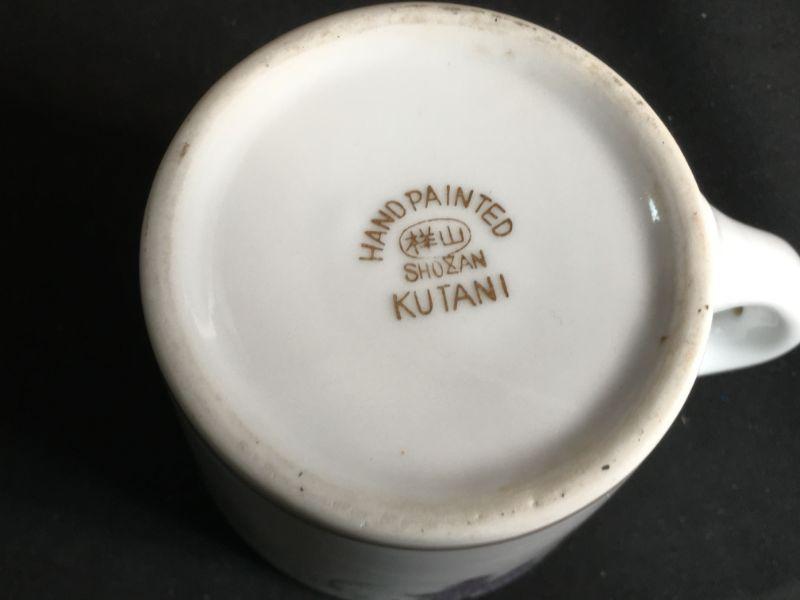 HAND PAINTED
祥山
SHOZAN
KUTANI